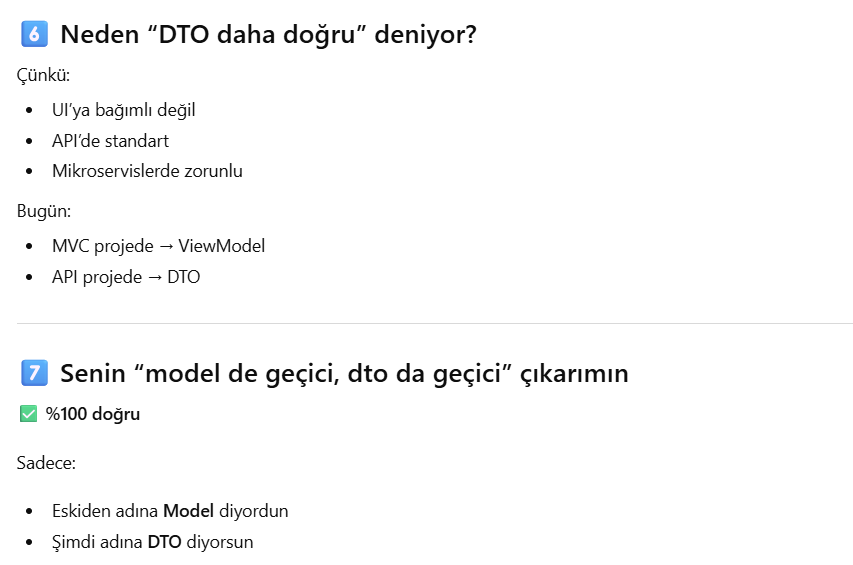 6 Neden “DTO daha doğru” deniyor?
Çünkü:
• UI’ya bağımlı değil
• API’de standart
• Mikroservislerde zorunlu
Bugün:
• MVC projede → ViewModel
• API projede → DTO
7 Senin “model de geçici, dto da geçici” çıkarımın
✅ %100 doğru
Sadece:
• Eskiden adına Model diyordun
• Şimdi adına DTO diyorsun